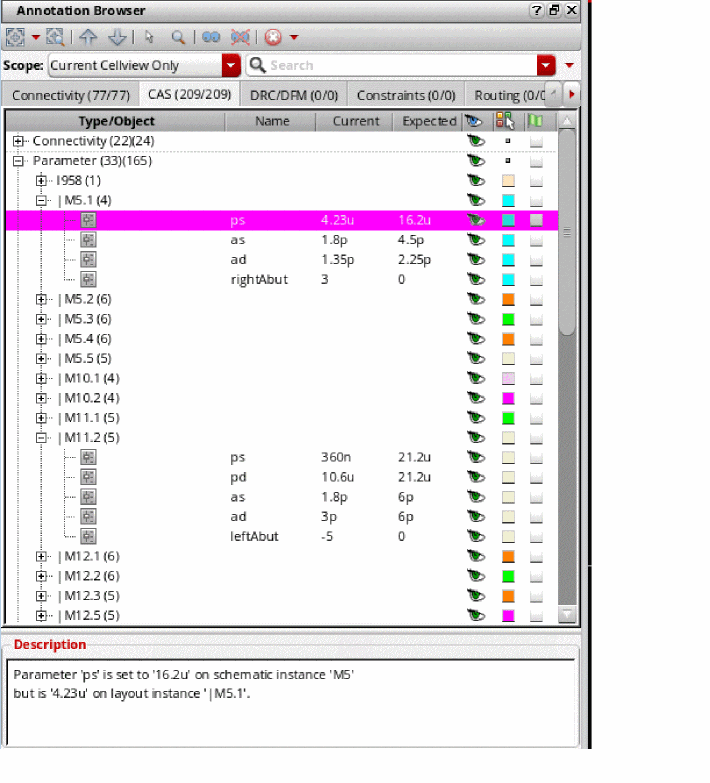 Annotation Browser
Scope: Current Cellview Only Search
Connectivity (77/77) CAS (209/209) DRC/DFM (0/0) Constraints (0/0) Routing (0/0
Type/Object Name Current Expected
Connectivity (22)(24)
Parameter (33)(165)
I958 (1)
|M5.1 (4)
ps 4.23u 16.2u
as 1.8p 4.5p
ad 1.35p 2.25p
rightAbut 3 0
|M5.2 (6)
|M5.3 (6)
|M5.4 (6)
|M5.5 (5)
|M10.1 (4)
|M10.2 (4)
|M11.1 (5)
|M11.2 (5)
ps 360n 21.2u
pd 10.6u 21.2u
as 1.8p 6p
ad 3p 6p
leftAbut -5 0
|M12.1 (6)
|M12.2 (6)
|M12.3 (5)
|M12.5 (5)
Description
Parameter 'ps' is set to '16.2u' on schematic instance 'M5'
but is '4.23u' on layout instance '|M5.1'.